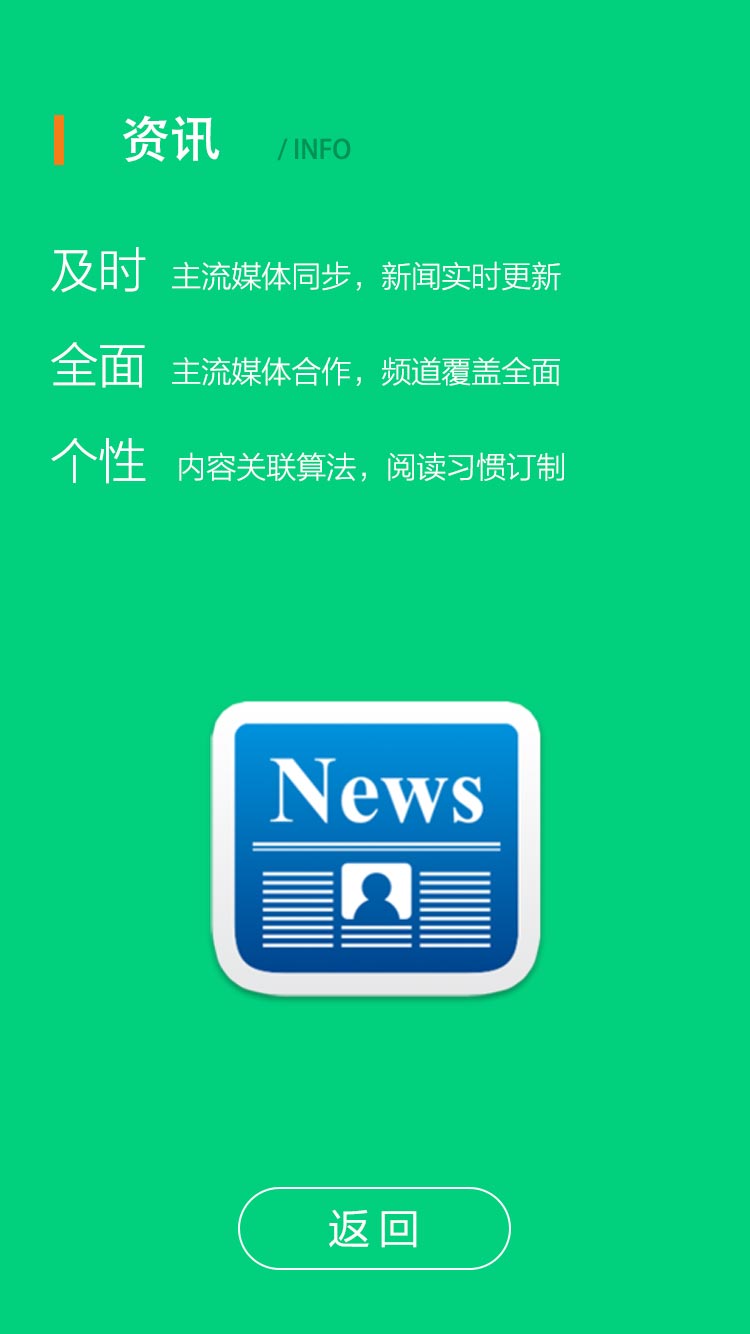 资讯 / INFO
及时 主流媒体同步，新闻实时更新
全面 主流媒体合作，频道覆盖全面
个性 内容关联算法，阅读习惯订制
News
返回